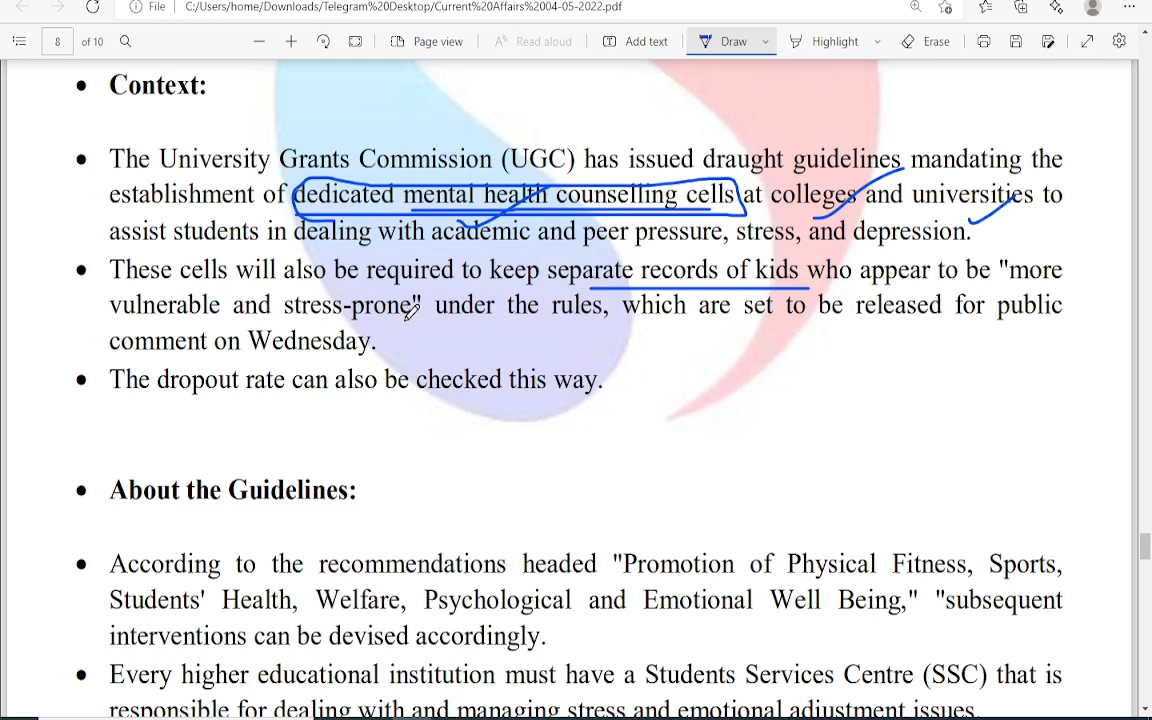 File C:/Users/home/Downloads/Telegram%20Desktop/Current%20Affairs%2004-05-2022.pdf
8 of 10 Page view Read aloud Add text Draw Highlight Erase
• Context:
• The University Grants Commission (UGC) has issued draught guidelines mandating the
establishment of dedicated mental health counselling cells at colleges and universities to
assist students in dealing with academic and peer pressure, stress, and depression.
• These cells will also be required to keep separate records of kids who appear to be "more
vulnerable and stress-prone" under the rules, which are set to be released for public
comment on Wednesday.
• The dropout rate can also be checked this way.
• About the Guidelines:
• According to the recommendations headed "Promotion of Physical Fitness, Sports,
Students' Health, Welfare, Psychological and Emotional Well Being," "subsequent
interventions can be devised accordingly.
• Every higher educational institution must have a Students Services Centre (SSC) that is
responsible for dealing with and managing stress and emotional adjustment issues.